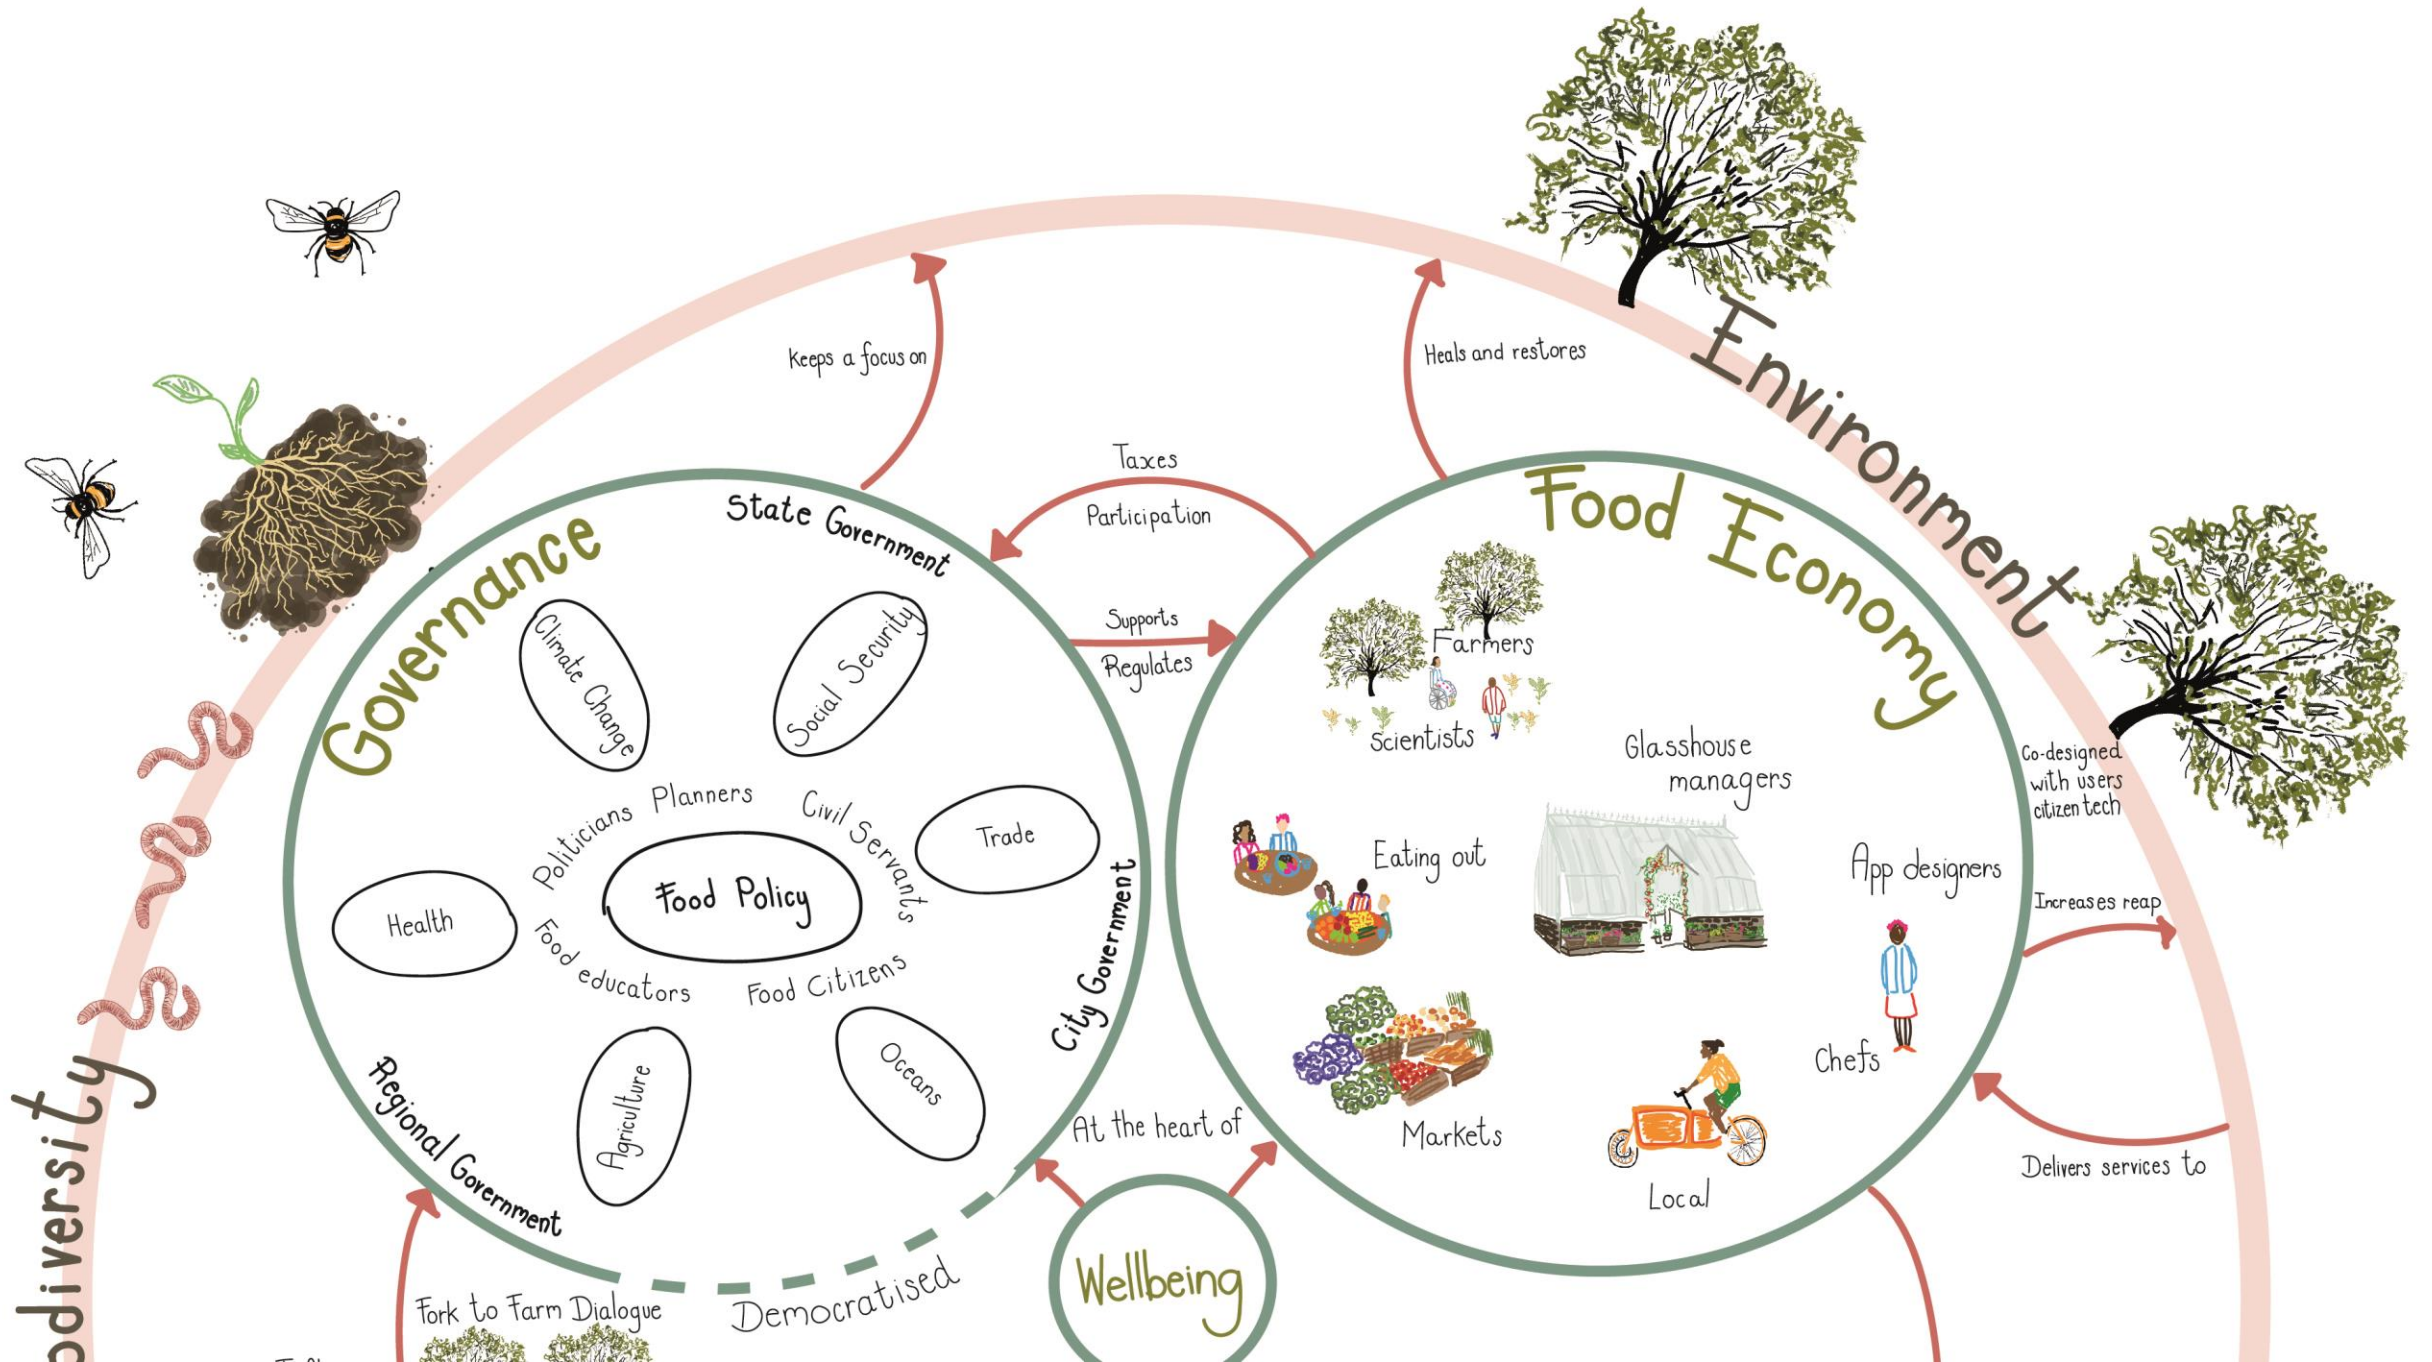 Environment
Keeps a focus on
Heals and restores
Taxes
Participation
Supports
Regulates
Governance
State Government
Climate Change
Social Security
Politicians
Planners
Civil Servants
Trade
Food Policy
Health
Food educators
Food Citizens
City Government
Oceans
Agriculture
Regional Government
Democratised
Food Economy
Farmers
Scientists
Glasshouse
managers
Eating out
App designers
Chefs
Markets
Local
Co-designed
with users
citizen tech
Increases reap
Delivers services to
At the heart of
Wellbeing
Fork to Farm Dialogue
odiversity